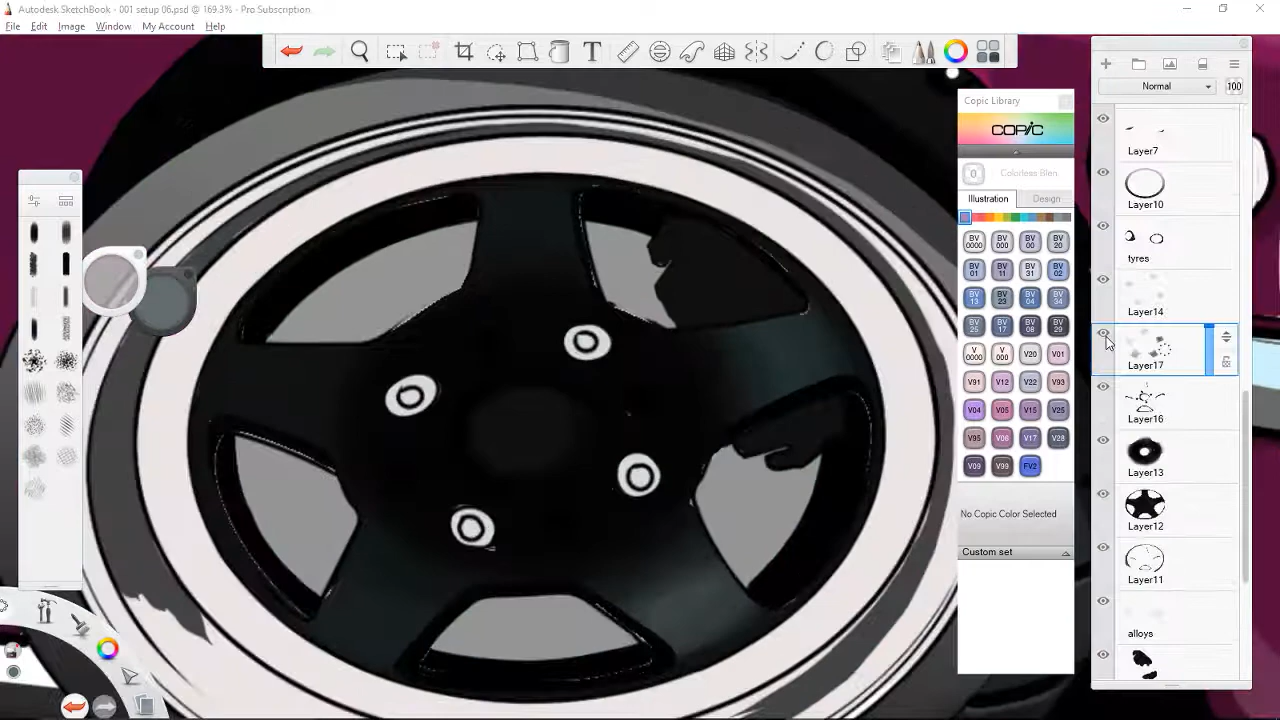 Autodesk SketchBook - 001 setup 06.psd @ 169.3% - Pro Subscription
File Edit Image Window My Account Help
T
Copic Library
COPIC
0 Colorless Blen
Illustration Design
BV 0000 BV 000 BV 00 BV 20
BV 01 BV 11 BV 31 BV 02
BV 13 BV 23 BV 04 BV 34
BV 25 BV 17 BV 08 BV 29
V 0000 V 000 V20 V01
V91 V12 V22 V93
V04 V05 V15 V25
V95 V06 V17 V28
V09 V99 FV2
No Copic Color Selected
Custom set
Normal 100
Layer7
Layer10
tyres
Layer14
Layer17
Layer16
Layer13
Layer12
Layer11
alloys